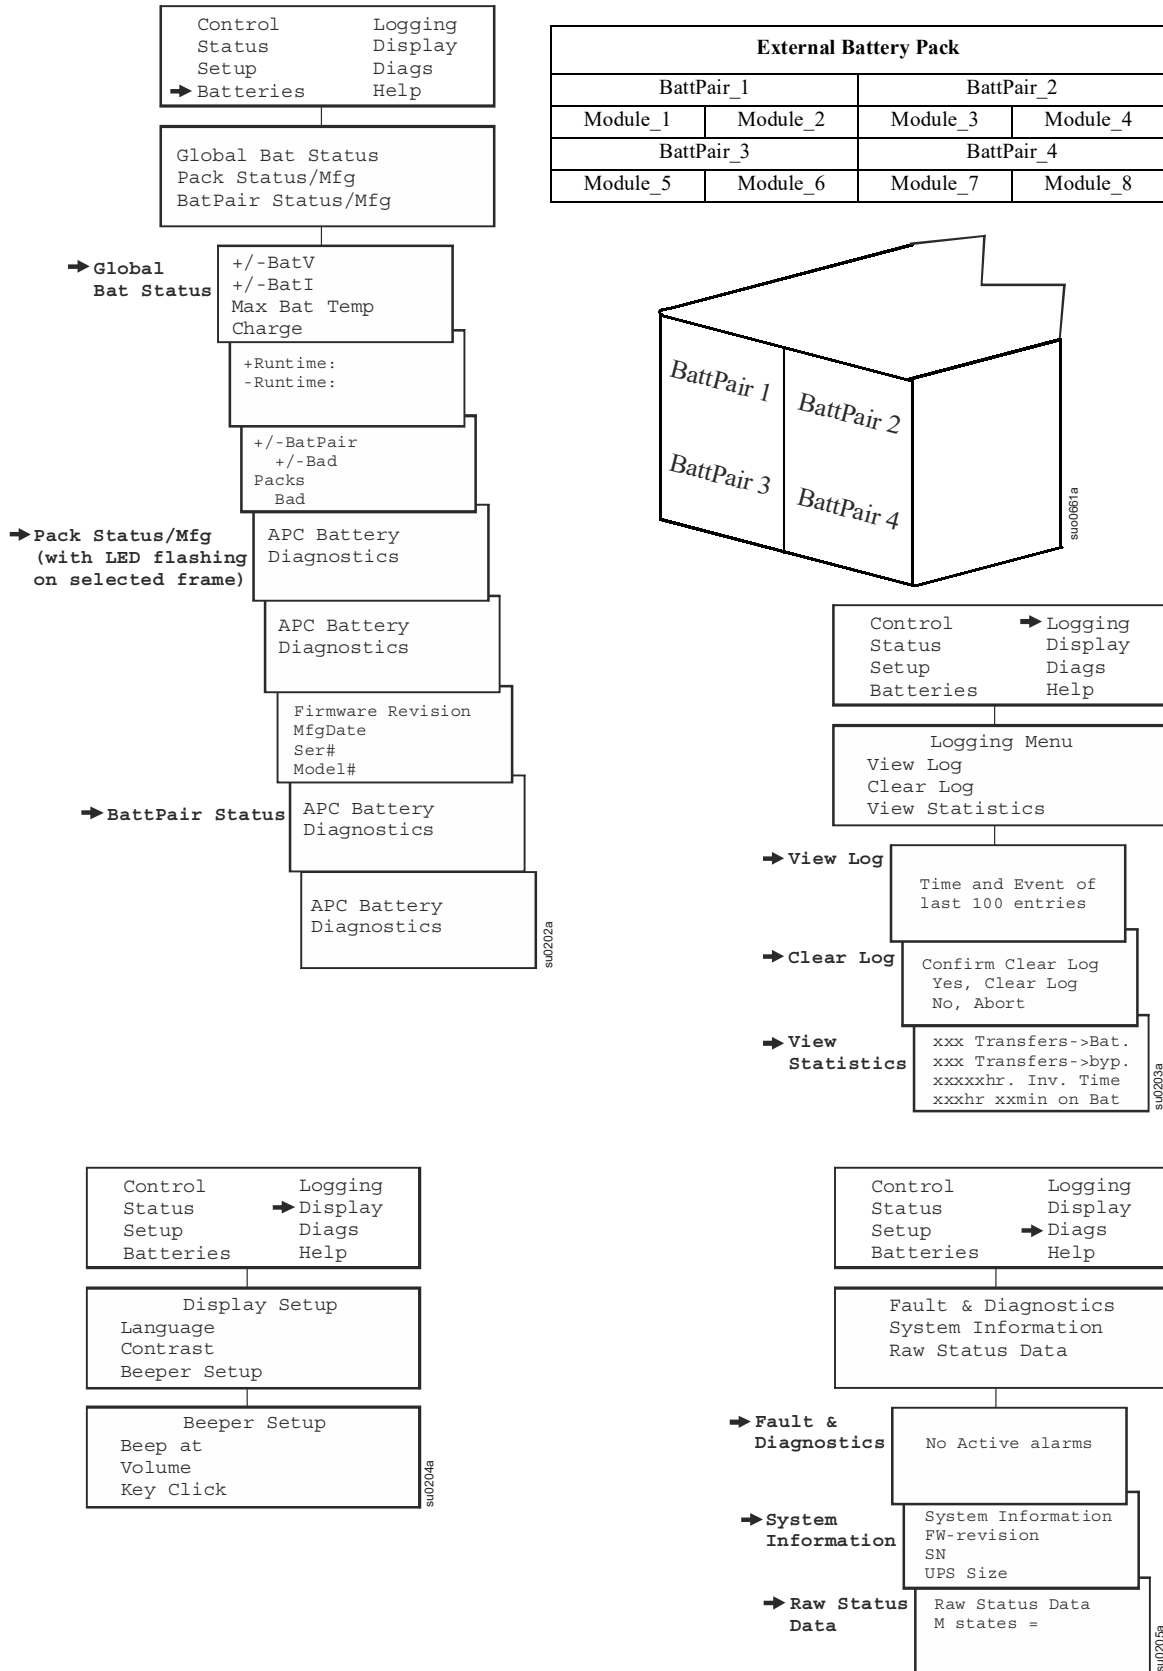 Control Logging
Status Display
Setup Diags
Batteries Help
Global Bat Status
Pack Status/Mfg
BatPair Status/Mfg
Global
Bat Status
+/-BatV
+/-BatI
Max Bat Temp
Charge
+Runtime:
-Runtime:
+/-BatPair
+/-Bad
Packs
Bad
Pack Status/Mfg
(with LED flashing
on selected frame)
APC Battery
Diagnostics
APC Battery
Diagnostics
Firmware Revision
MfgDate
Ser#
Model#
BattPair Status
APC Battery
Diagnostics
APC Battery
Diagnostics
su0202a
External Battery Pack
BattPair_1 BattPair_2
Module_1 Module_2 Module_3 Module_4
BattPair_3 BattPair_4
Module_5 Module_6 Module_7 Module_8
BattPair 1
BattPair 2
BattPair 3
BattPair 4
suo0661a
Control Logging
Status Display
Setup Diags
Batteries Help
Logging Menu
View Log
Clear Log
View Statistics
View Log
Time and Event of
last 100 entries
Clear Log
Confirm Clear Log
Yes, Clear Log
No, Abort
View
Statistics
xxx Transfers->Bat.
xxx Transfers->byp.
xxxxxhr. Inv. Time
xxxhr xxmin on Bat
su0203a
Control Logging
Status Display
Setup Diags
Batteries Help
Display Setup
Language
Contrast
Beeper Setup
Beeper Setup
Beep at
Volume
Key Click
su0204a
Control Logging
Status Display
Setup Diags
Batteries Help
Fault & Diagnostics
System Information
Raw Status Data
Fault &
Diagnostics
No Active alarms
System
Information
System Information
FW-revision
SN
UPS Size
Raw Status
Data
Raw Status Data
M states =
su0205a